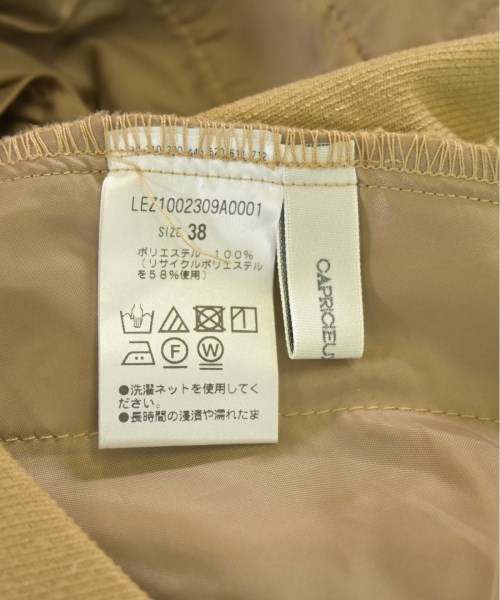 LEZ1002309A0001
SIZE 38
ポリエステル 100%
(リサイクルポリエステル
を58%使用)
F W
●洗濯ネットを使用してく
ださい。
●長時間の浸漬や濡れたま
CAPRICIEU